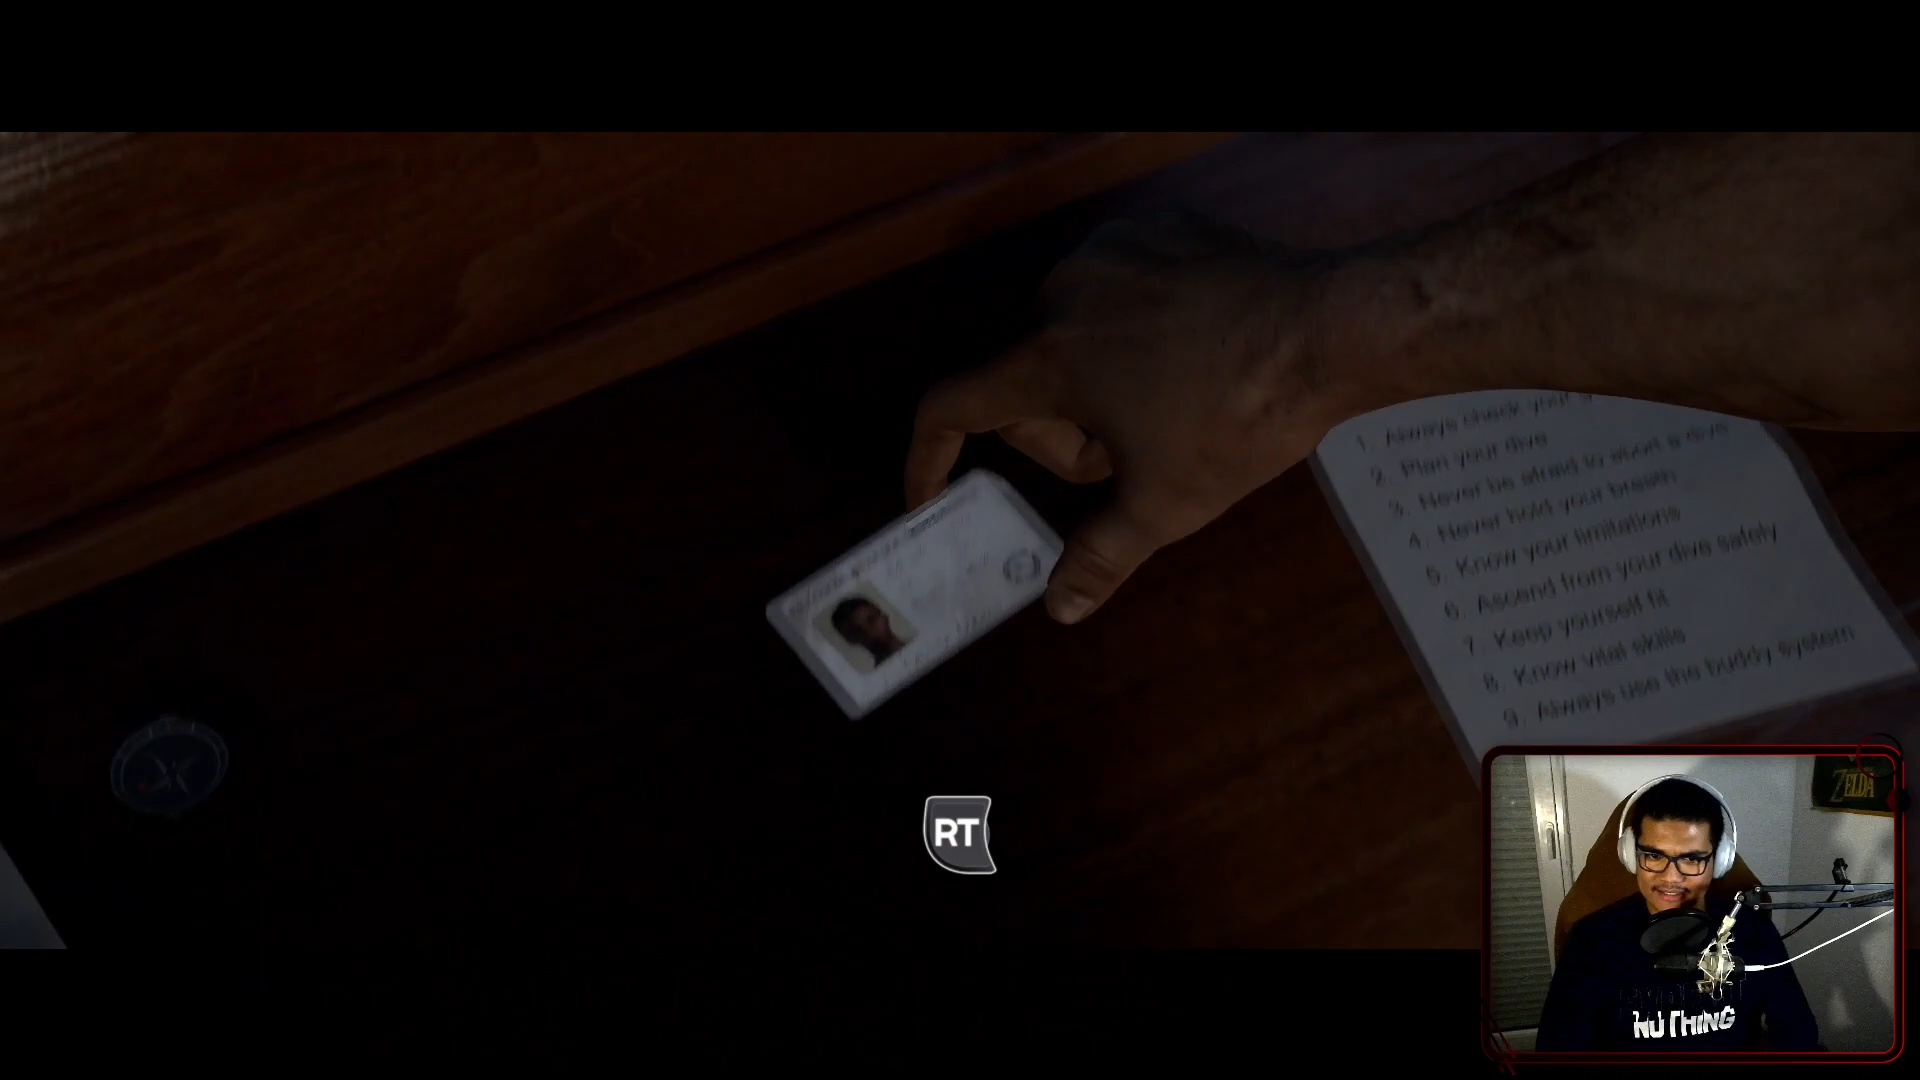 1. Always check your g
2. Plan your dive
3. Never be afraid to abort a dive
4. Never hold your breath
5. Know your limitations
6. Ascend from your dive safely
7. Keep yourself fit
8. Know vital skills
9. Always use the buddy system
RT
ZELDA
NOTHING